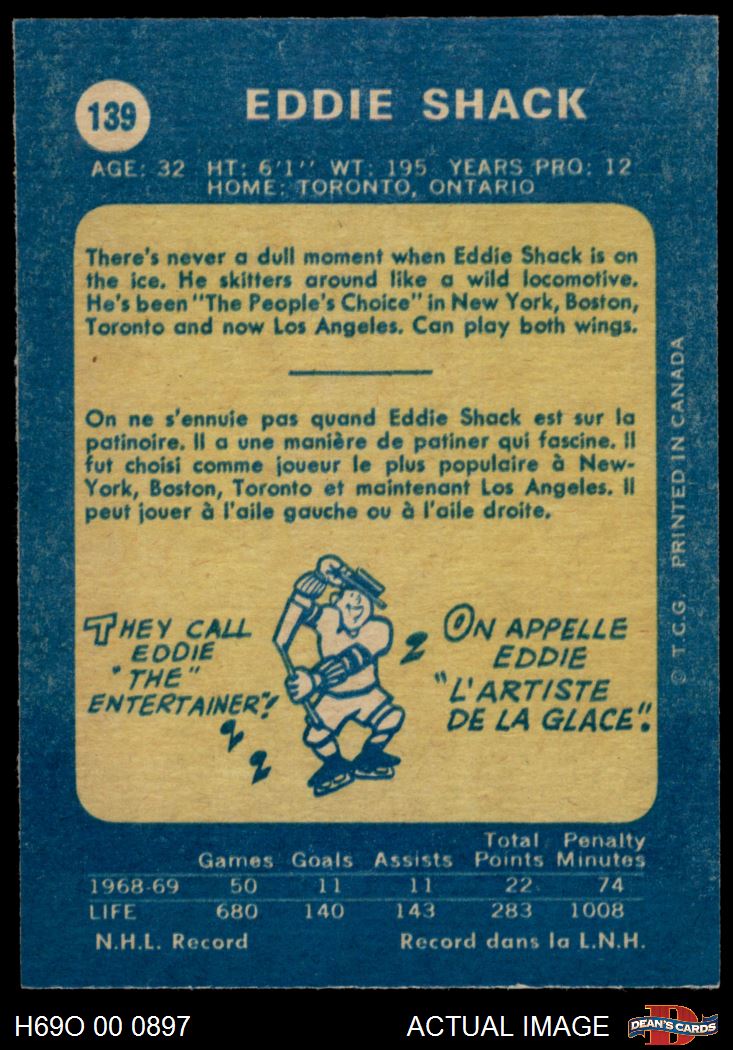 139
EDDIE SHACK
AGE: 32 HT: 6'1'' WT: 195 YEARS PRO: 12
HOME: TORONTO, ONTARIO
There's never a dull moment when Eddie Shack is on
the ice. He skitters around like a wild locomotive.
He's been "The People's Choice" in New York, Boston,
Toronto and now Los Angeles. Can play both wings.
On ne s'ennuie pas quand Eddie Shack est sur la
patinoire. Il a une manière de patiner qui fascine. Il
fut choisi comme joueur le plus populaire à New-
York, Boston, Toronto et maintenant Los Angeles. Il
peut jouer à l'aile gauche ou à l'aile droite.
THEY CALL
EDDIE
"THE"
ENTERTAINER"!
ON APPELLE
EDDIE
"L'ARTISTE
DE LA GLACE".
© T.C.G. PRINTED IN CANADA
Total Penalty
Games Goals Assists Points Minutes
1968-69 50 11 11 22 74
LIFE 680 140 143 283 1008
N.H.L. Record Record dans la L.N.H.
H69O 00 0897
ACTUAL IMAGE
D
DEAN'S CARDS